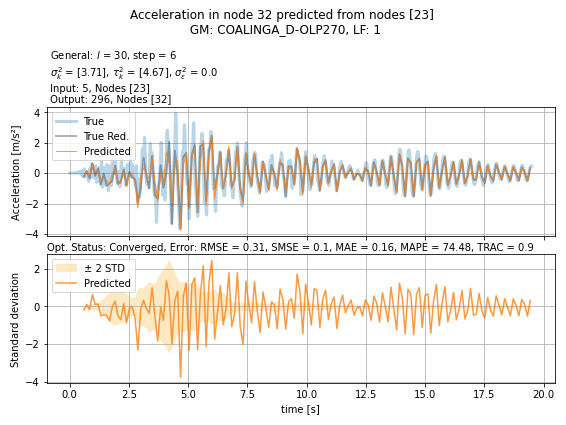 Acceleration in node 32 predicted from nodes [23]
GM: COALINGA_D-OLP270, LF: 1
General: l = 30, step = 6
σ²ₖ = [3.71], τ²ₖ = [4.67], σ²ε = 0.0
Input: 5, Nodes [23]
Output: 296, Nodes [32]
Acceleration [m/s²]
4
2
0
−2
−4
True
True Red.
Predicted
Opt. Status: Converged, Error: RMSE = 0.31, SMSE = 0.1, MAE = 0.16, MAPE = 74.48, TRAC = 0.9
Standard deviation
2
0
−2
−4
± 2 STD
Predicted
0.0 2.5 5.0 7.5 10.0 12.5 15.0 17.5 20.0
time [s]